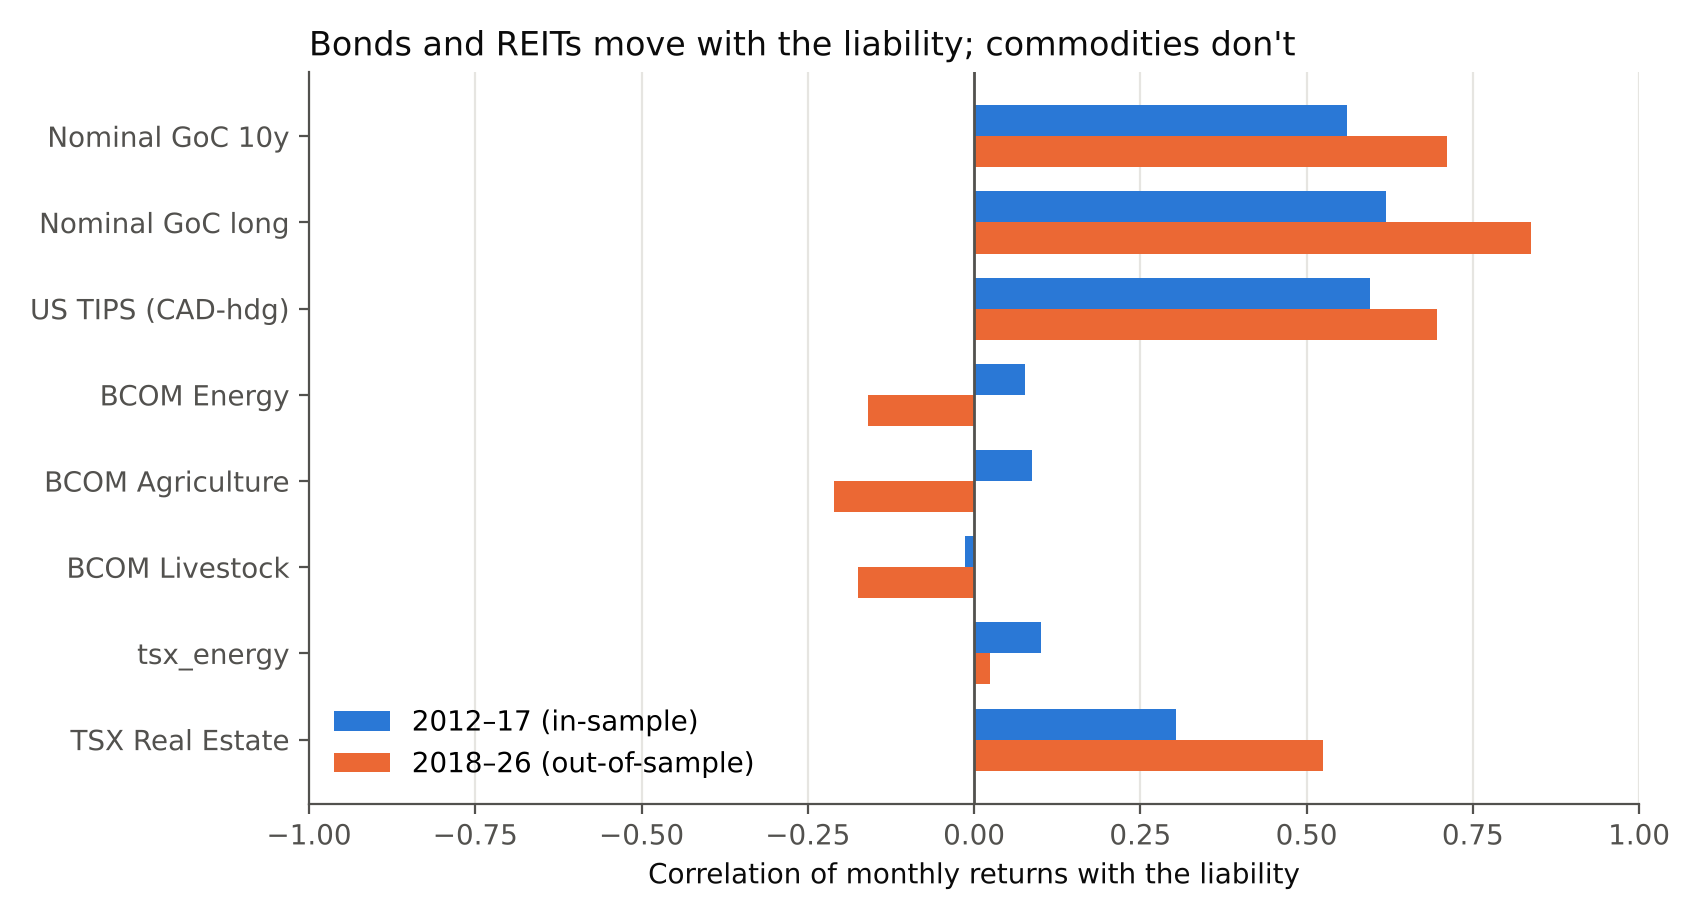 Bonds and REITs move with the liability; commodities don't
Nominal GoC 10y
Nominal GoC long
US TIPS (CAD-hdg)
BCOM Energy
BCOM Agriculture
BCOM Livestock
tsx_energy
TSX Real Estate
2012–17 (in-sample)
2018–26 (out-of-sample)
−1.00 −0.75 −0.50 −0.25 0.00 0.25 0.50 0.75 1.00
Correlation of monthly returns with the liability